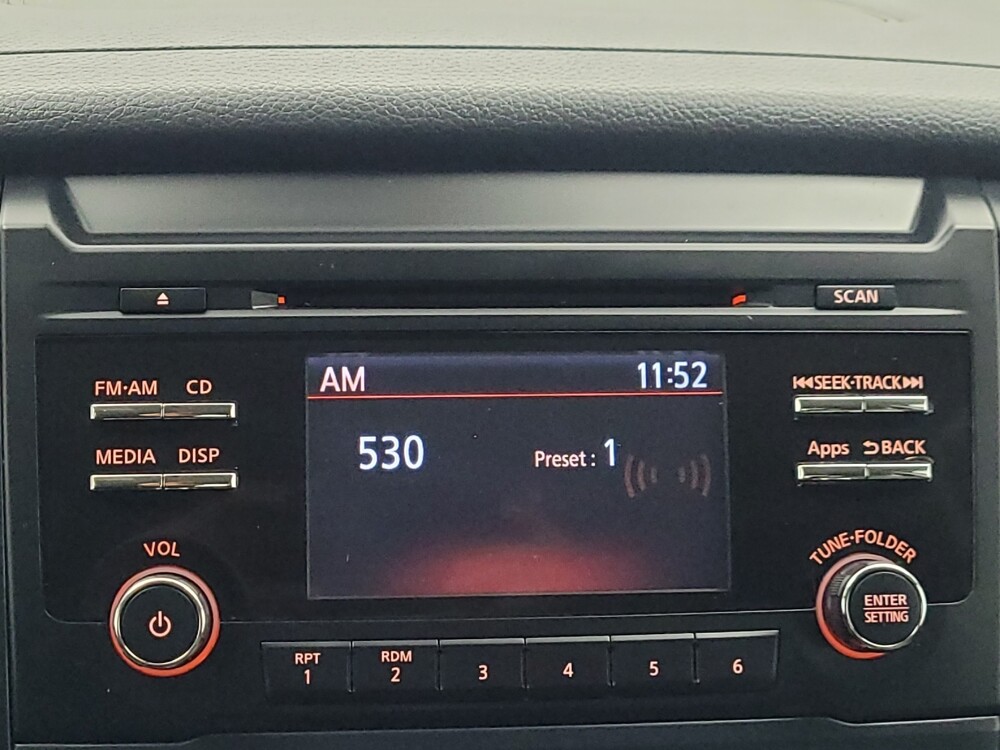 SCAN
FM·AM CD
MEDIA DISP
VOL
AM 11:52
530 Preset : 1
SEEK·TRACK
Apps BACK
TUNE·FOLDER
ENTER
SETTING
RPT
1
RDM
2
3
4
5
6